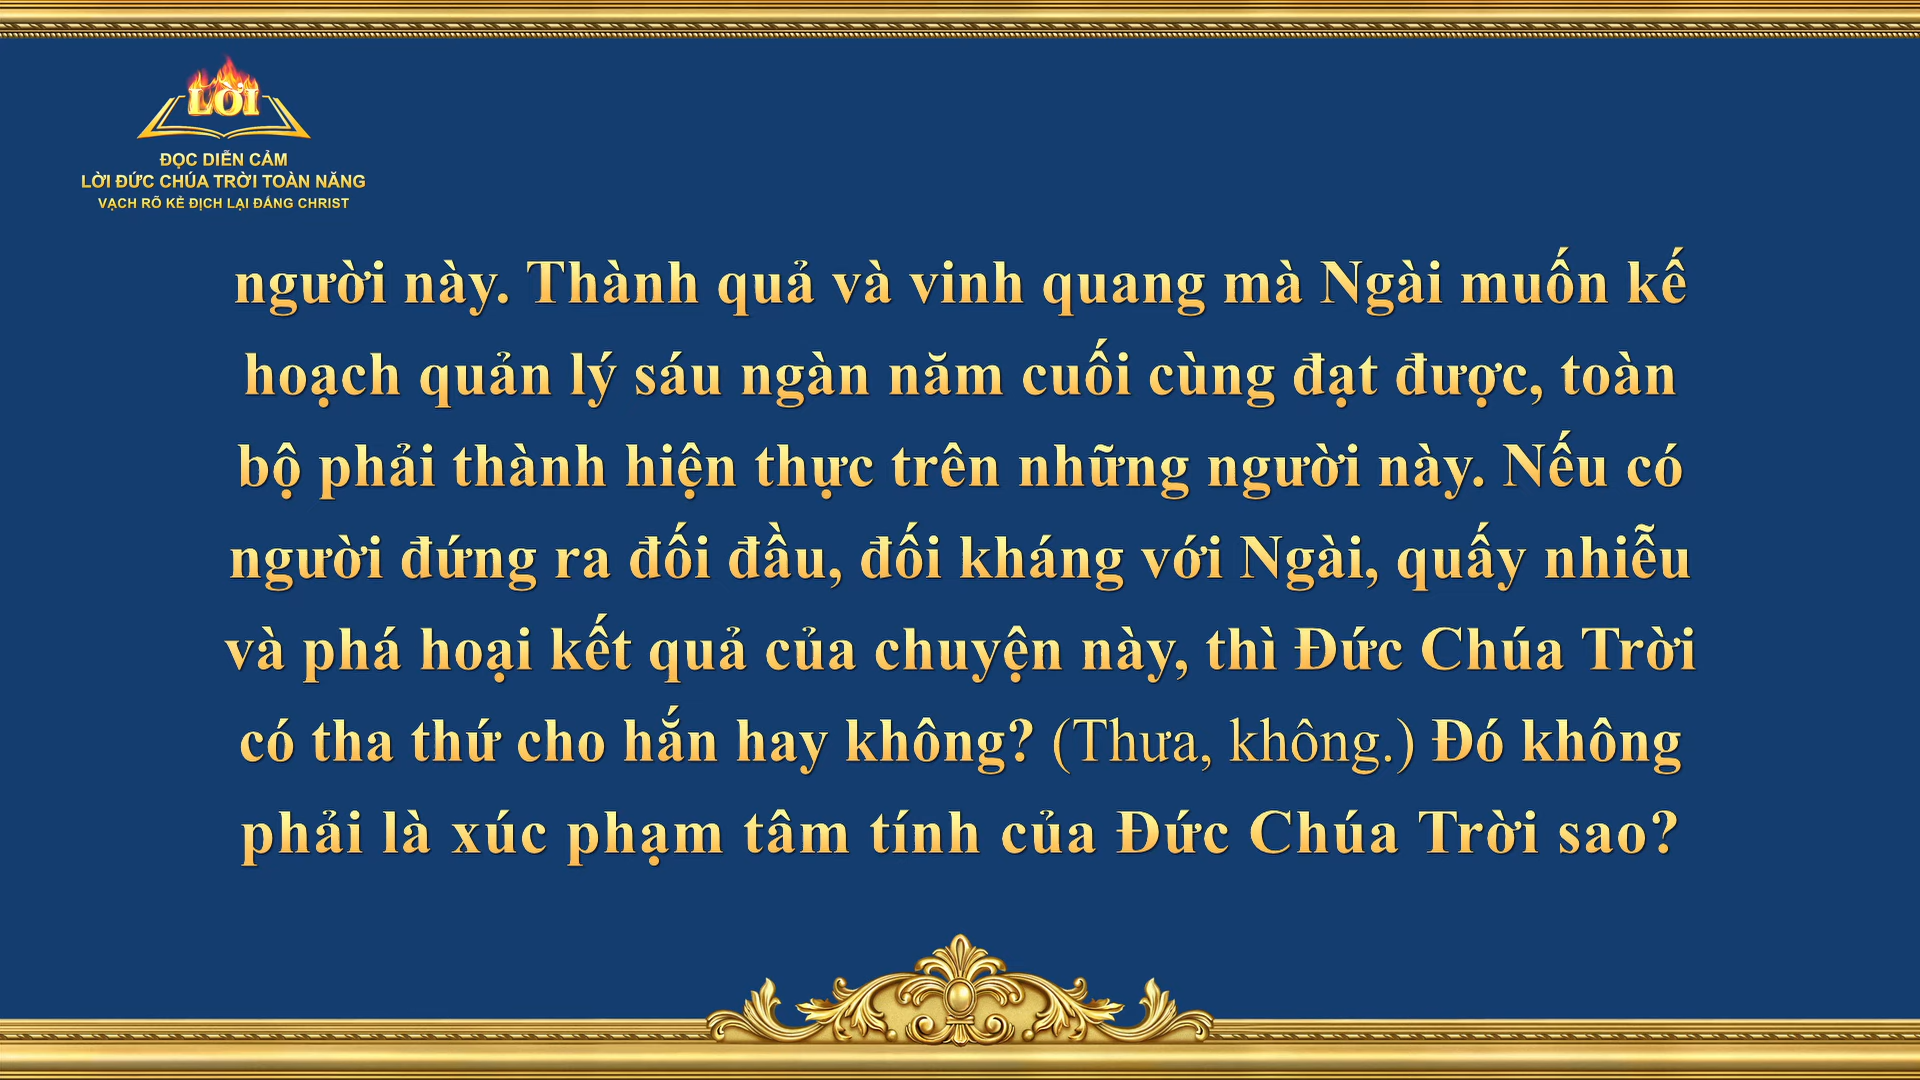 LỜI
ĐỌC DIỄN CẢM
LỜI ĐỨC CHÚA TRỜI TOÀN NĂNG
VẠCH RÕ KẺ ĐỊCH LẠI ĐẤNG CHRIST
người này. Thành quả và vinh quang mà Ngài muốn kế
hoạch quản lý sáu ngàn năm cuối cùng đạt được, toàn
bộ phải thành hiện thực trên những người này. Nếu có
người đứng ra đối đầu, đối kháng với Ngài, quấy nhiễu
và phá hoại kết quả của chuyện này, thì Đức Chúa Trời
có tha thứ cho hắn hay không? (Thưa, không.) Đó không
phải là xúc phạm tâm tính của Đức Chúa Trời sao?